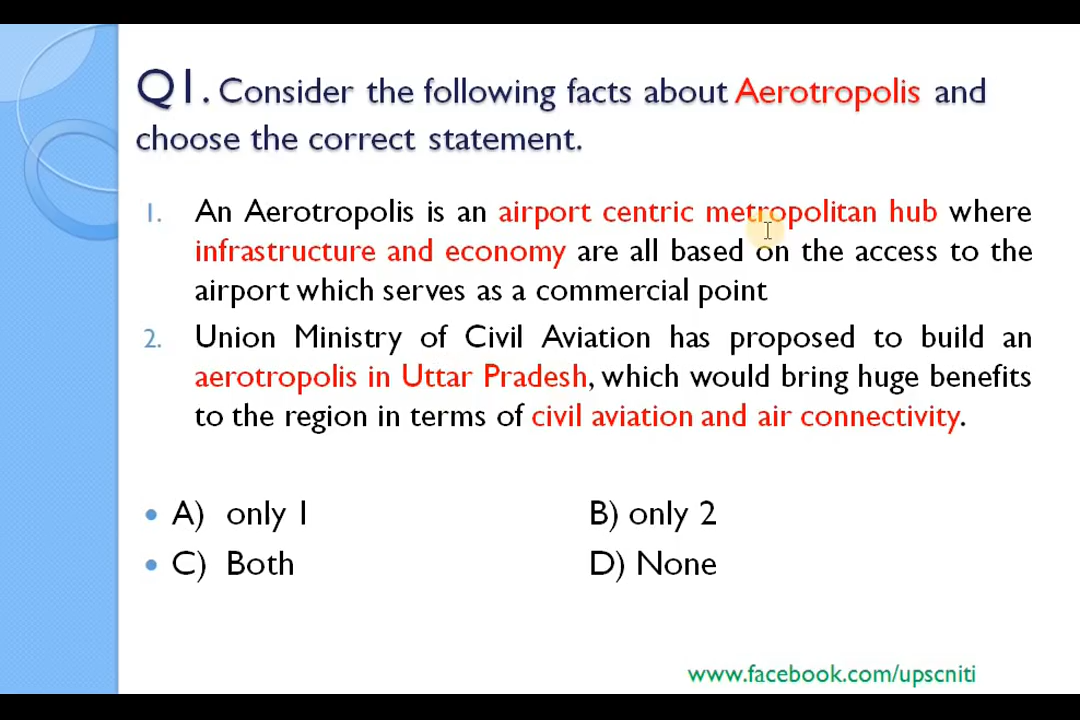 Q1. Consider the following facts about Aerotropolis and
choose the correct statement.
1. An Aerotropolis is an airport centric metropolitan hub where
infrastructure and economy are all based on the access to the
airport which serves as a commercial point
2. Union Ministry of Civil Aviation has proposed to build an
aerotropolis in Uttar Pradesh, which would bring huge benefits
to the region in terms of civil aviation and air connectivity.
• A) only 1 B) only 2
• C) Both D) None
www.facebook.com/upscniti